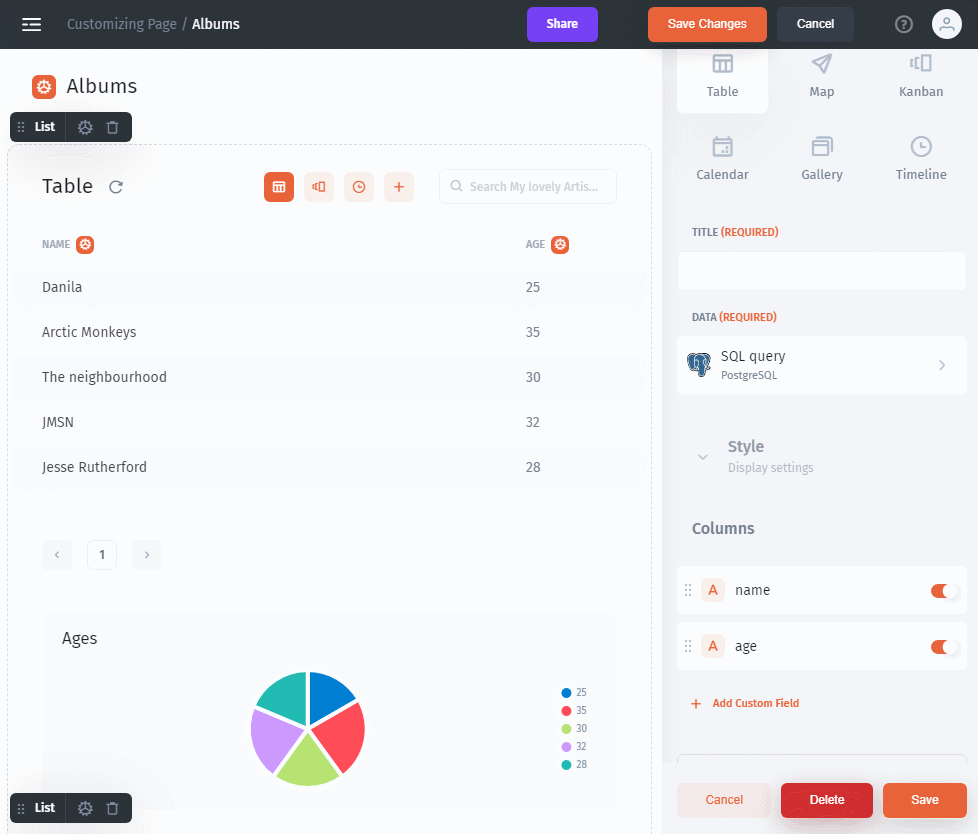 Customizing Page / Albums
Share
Save Changes
Cancel
?
Albums
List
Table
Search My lovely Artis...
NAME
AGE
Danila
25
Arctic Monkeys
35
The neighbourhood
30
JMSN
32
Jesse Rutherford
28
1
Ages
25
35
30
32
28
List
Table
Map
Kanban
Calendar
Gallery
Timeline
TITLE (REQUIRED)
DATA (REQUIRED)
SQL query
PostgreSQL
Style
Display settings
Columns
A name
A age
+ Add Custom Field
Cancel
Delete
Save